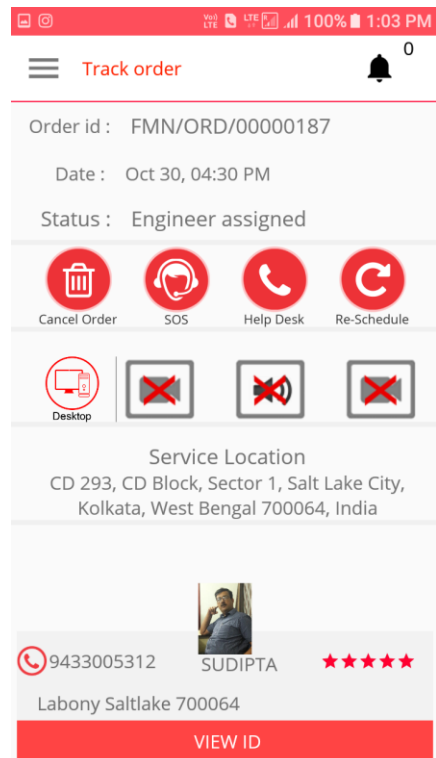 Vo)) LTE LTE 100% 1:03 PM
Track order 0
Order id : FMN/ORD/00000187
Date : Oct 30, 04:30 PM
Status : Engineer assigned
Cancel Order SOS Help Desk Re-Schedule
Desktop
Service Location
CD 293, CD Block, Sector 1, Salt Lake City,
Kolkata, West Bengal 700064, India
9433005312 SUDIPTA
Labony Saltlake 700064
VIEW ID